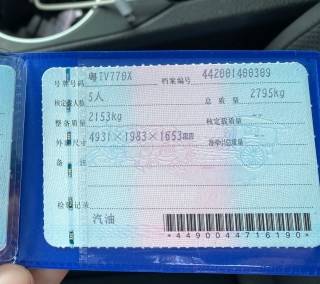 号牌号码 粤TV770X 档案编号 442001480309
核定载人数 5人 总质量 2795kg
整备质量 2153kg 核定载质量 --
外廓尺寸 4931×1983×1653mm 准牵引总质量
备注
检验记录
汽油
*4490044716190*